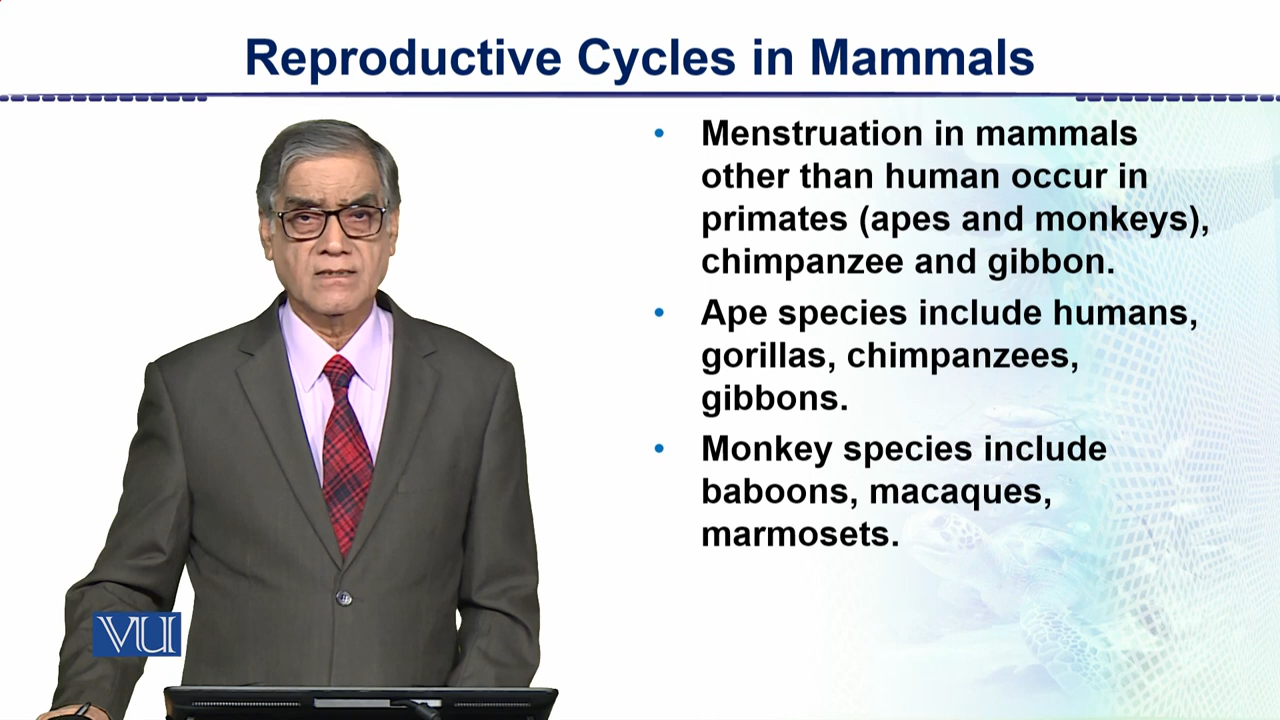 Reproductive Cycles in Mammals
• Menstruation in mammals
other than human occur in
primates (apes and monkeys),
chimpanzee and gibbon.
• Ape species include humans,
gorillas, chimpanzees,
gibbons.
• Monkey species include
baboons, macaques,
marmosets.
VU